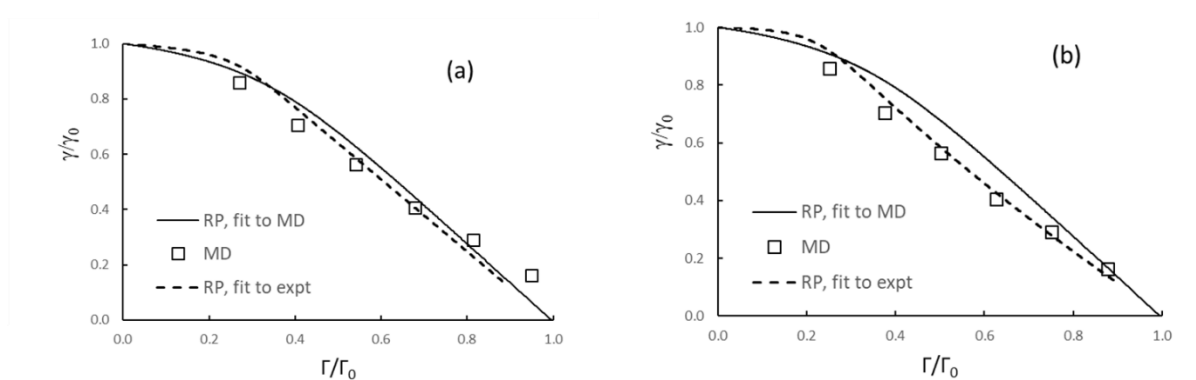 (a)
γ/γ₀
1.0
0.8
0.6
0.4
0.2
0.0
RP, fit to MD
MD
RP, fit to expt
0.0 0.2 0.4 0.6 0.8 1.0
Γ/Γ₀
(b)
γ/γ₀
1.0
0.8
0.6
0.4
0.2
0.0
RP, fit to MD
MD
RP, fit to expt
0.0 0.2 0.4 0.6 0.8 1.0
Γ/Γ₀